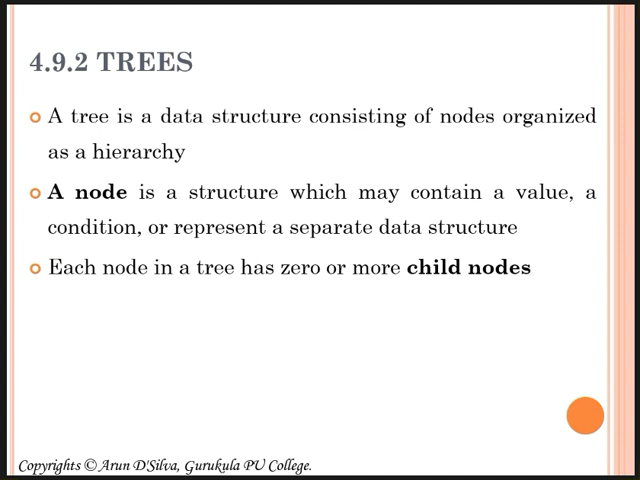 4.9.2 TREES
A tree is a data structure consisting of nodes organized
as a hierarchy
A node is a structure which may contain a value, a
condition, or represent a separate data structure
Each node in a tree has zero or more child nodes
Copyrights © Arun D'Silva, Gurukula PU College.